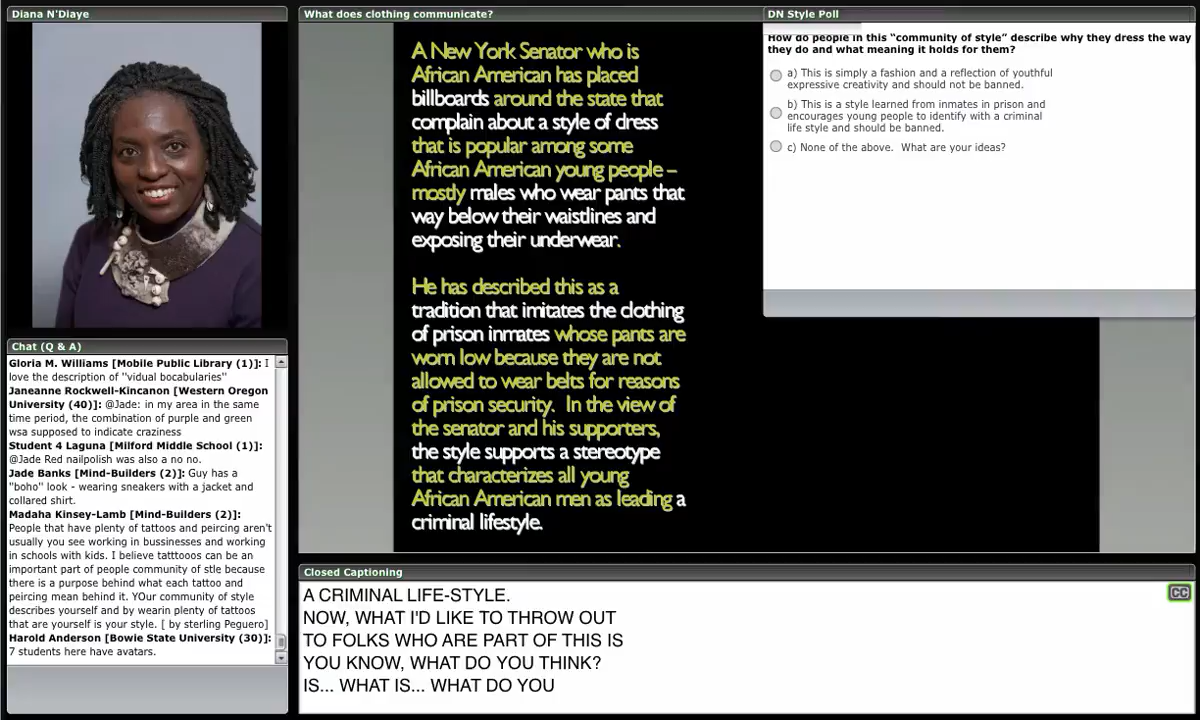 Diana N'Diaye
What does clothing communicate?
A New York Senator who is
African American has placed
billboards around the state that
complain about a style of dress
that is popular among some
African American young people –
mostly males who wear pants that
way below their waistlines and
exposing their underwear.
He has described this as a
tradition that imitates the clothing
of prison inmates whose pants are
worn low because they are not
allowed to wear belts for reasons
of prison security. In the view of
the senator and his supporters,
the style supports a stereotype
that characterizes all young
African American men as leading a
criminal lifestyle.
DN Style Poll
How do people in this “community of style” describe why they dress the way
they do and what meaning it holds for them?
a) This is simply a fashion and a reflection of youthful
expressive creativity and should not be banned.
b) This is a style learned from inmates in prison and
encourages young people to identify with a criminal
life style and should be banned.
c) None of the above. What are your ideas?
Chat (Q & A)
Gloria M. Williams [Mobile Public Library (1)]: I
love the description of "vidual bocabularies"
Janeanne Rockwell-Kincanon [Western Oregon
University (40)]: @Jade: in my area in the same
time period, the combination of purple and green
wsa supposed to indicate craziness
Student 4 Laguna [Milford Middle School (1)]:
@Jade Red nailpolish was also a no no.
Jade Banks [Mind-Builders (2)]: Guy has a
"boho" look - wearing sneakers with a jacket and
collared shirt.
Madaha Kinsey-Lamb [Mind-Builders (2)]:
People that have plenty of tattoos and peircing aren't
usually you see working in bussinesses and working
in schools with kids. I believe tatttooos can be an
important part of people community of stle because
there is a purpose behind what each tattoo and
peircing mean behind it. YOur community of style
describes yourself and by wearin plenty of tattoos
that are yourself is your style. [ by sterling Peguero]
Harold Anderson [Bowie State University (30)]:
7 students here have avatars.
Closed Captioning
CC
A CRIMINAL LIFE-STYLE.
NOW, WHAT I'D LIKE TO THROW OUT
TO FOLKS WHO ARE PART OF THIS IS
YOU KNOW, WHAT DO YOU THINK?
IS... WHAT IS... WHAT DO YOU